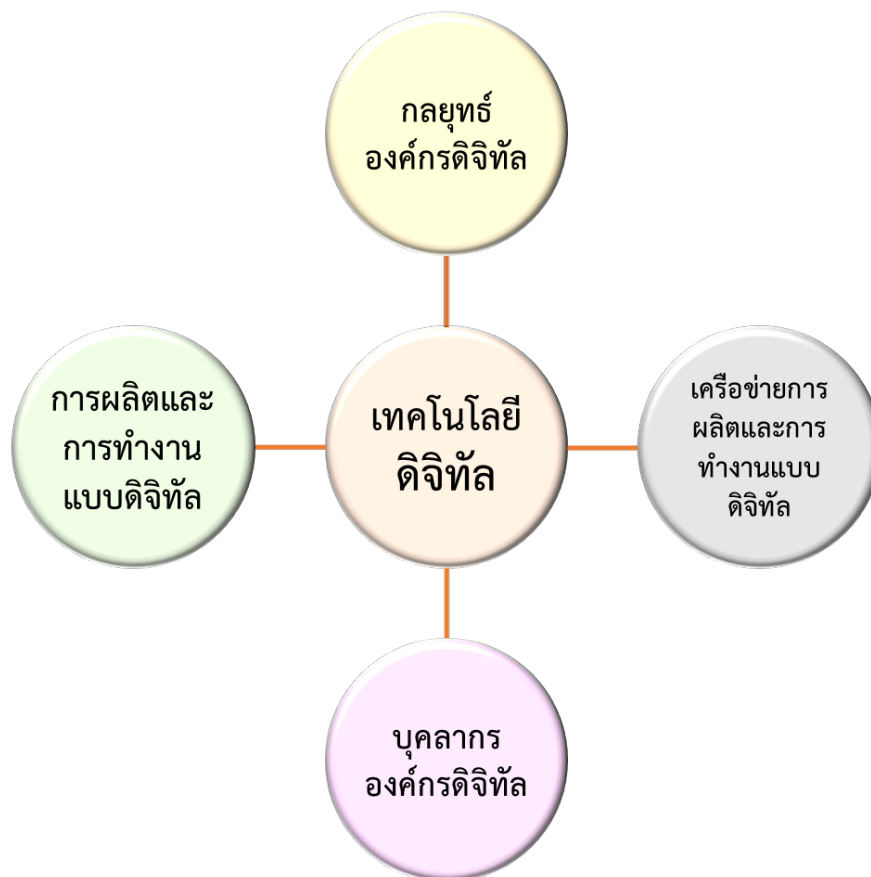 กลยุทธ์
องค์กรดิจิทัล
การผลิตและ
การทำงาน
แบบดิจิทัล
เทคโนโลยี
ดิจิทัล
เครือข่ายการ
ผลิตและการ
ทำงานแบบ
ดิจิทัล
บุคลากร
องค์กรดิจิทัล